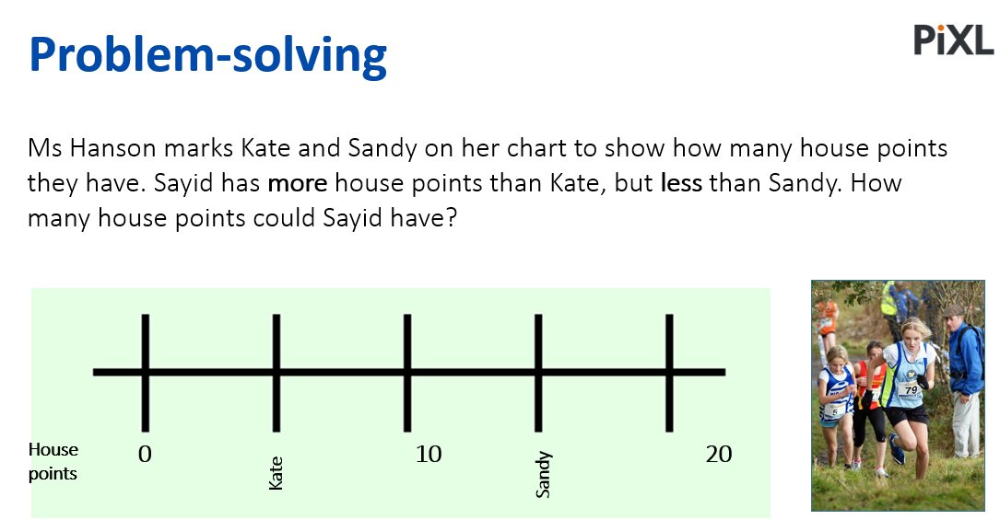 Problem-solving
PiXL
Ms Hanson marks Kate and Sandy on her chart to show how many house points
they have. Sayid has more house points than Kate, but less than Sandy. How
many house points could Sayid have?
House
points
0
Kate
10
Sandy
20
79
5